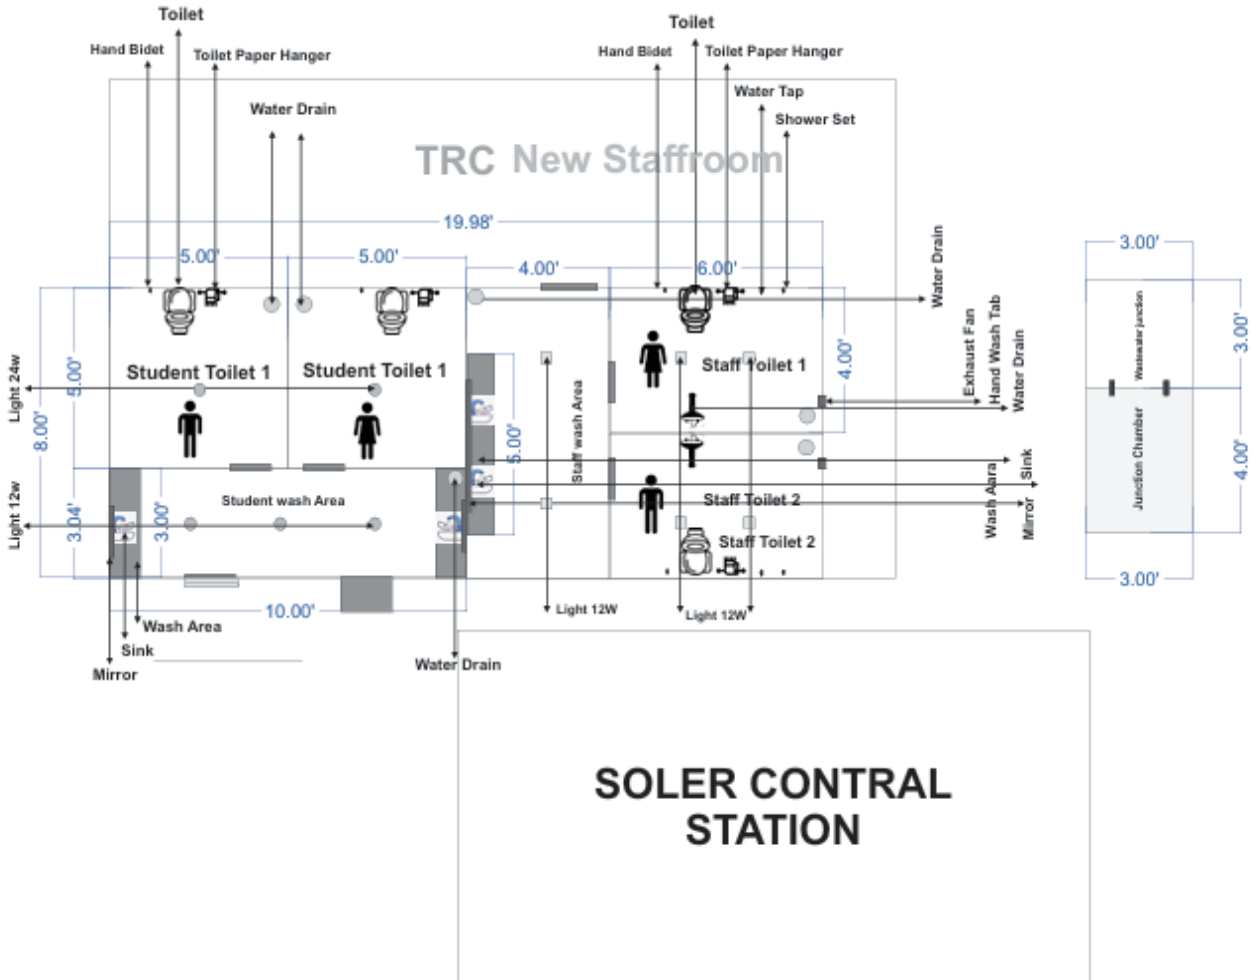 Toilet
Toilet
Hand Bidet
Toilet Paper Hanger
Hand Bidet
Toilet Paper Hanger
Water Drain
Water Tap
Shower Set
TRC New Staffroom
19.98'
5.00'
5.00'
4.00'
6.00'
Water Drain
3.00'
Exhaust Fan
Hand Wash Tab
Water Drain
Wastewater junction
3.00'
Light 24w
5.00'
Student Toilet 1
Student Toilet 1
Staff Toilet 1
4.00'
8.00'
Staff wash Area
5.00'
Junction Chamber
4.00'
Student wash Area
Staff Toilet 2
Staff Toilet 2
Sink
Wash Aara
Mirror
Light 12w
3.04'
3.00'
3.00'
10.00'
Light 12W
Light 12W
Wash Area
Sink
Mirror
Water Drain
SOLER CONTRAL
STATION